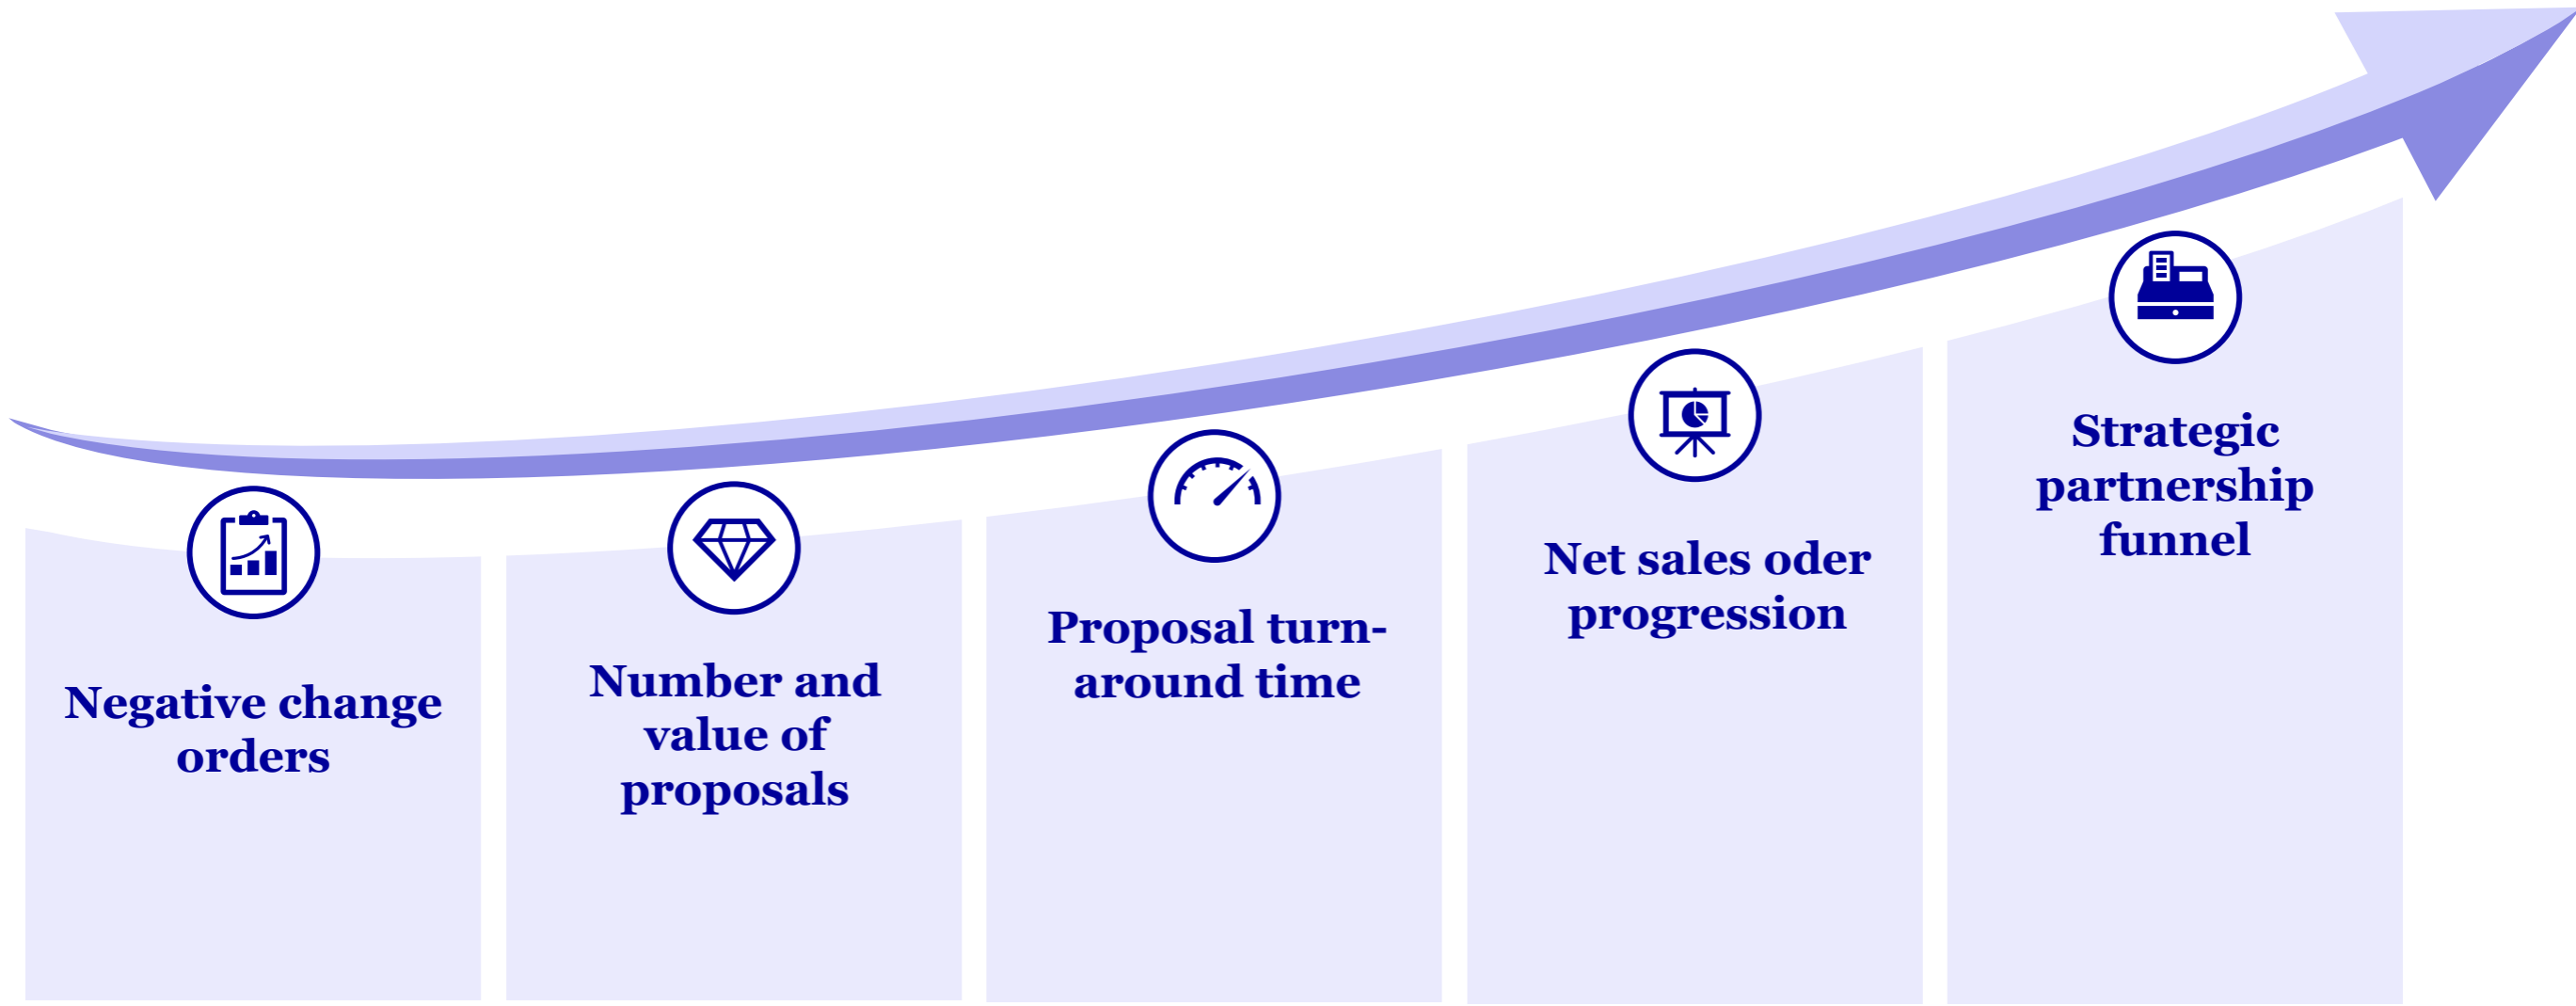 Negative change
orders
Number and
value of
proposals
Proposal turn-
around time
Net sales oder
progression
Strategic
partnership
funnel